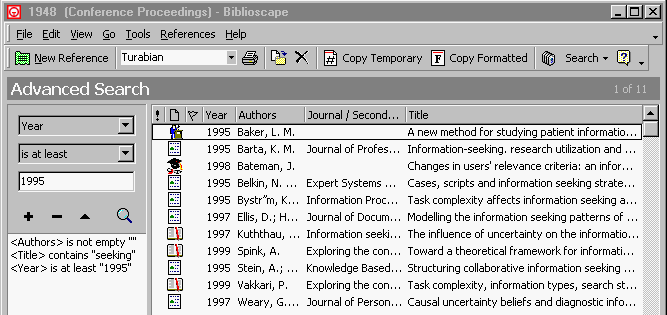 1948 (Conference Proceedings) - Biblioscape
File Edit View Go Tools References Help
New Reference Turabian Copy Temporary Copy Formatted Search
Advanced Search 1 of 11
! Year Authors Journal / Second... Title
Year
is at least
1995
<Authors> is not empty ""
<Title> contains "seeking"
<Year> is at least "1995"
1995 Baker, L. M. A new method for studying patient informatio...
1995 Barta, K. M. Journal of Profes... Information-seeking. research utilization and ...
1998 Bateman, J. Changes in users' relevance criteria: an infor...
1995 Belkin, N. ... Expert Systems ... Cases, scripts and information seeking strate...
1995 Bystr”m, K... Information Proc... Task complexity affects information seeking a...
1997 Ellis, D.; H... Journal of Docum... Modelling the information seeking patterns of ...
1997 Kuththau, ... Information seeki... The influence of uncertainty on the informatio...
1999 Spink, A. Exploring the con... Toward a theoretical framework for informati...
1995 Stein, A.; ... Knowledge Based... Structuring collaborative information seeking ...
1999 Vakkari, P. Exploring the con... Task complexity, information types, search st...
1997 Weary, G.... Journal of Person... Causal uncertainty beliefs and diagnostic info...